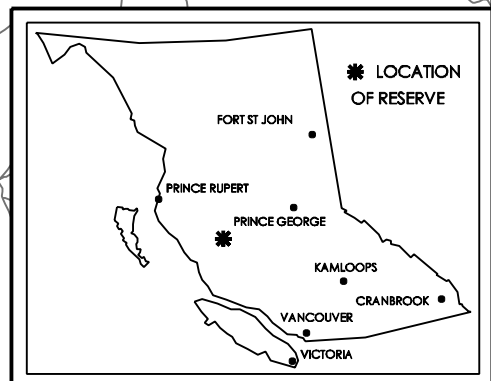 LOCATION
OF RESERVE
FORT ST JOHN
PRINCE RUPERT
PRINCE GEORGE
KAMLOOPS
CRANBROOK
VANCOUVER
VICTORIA